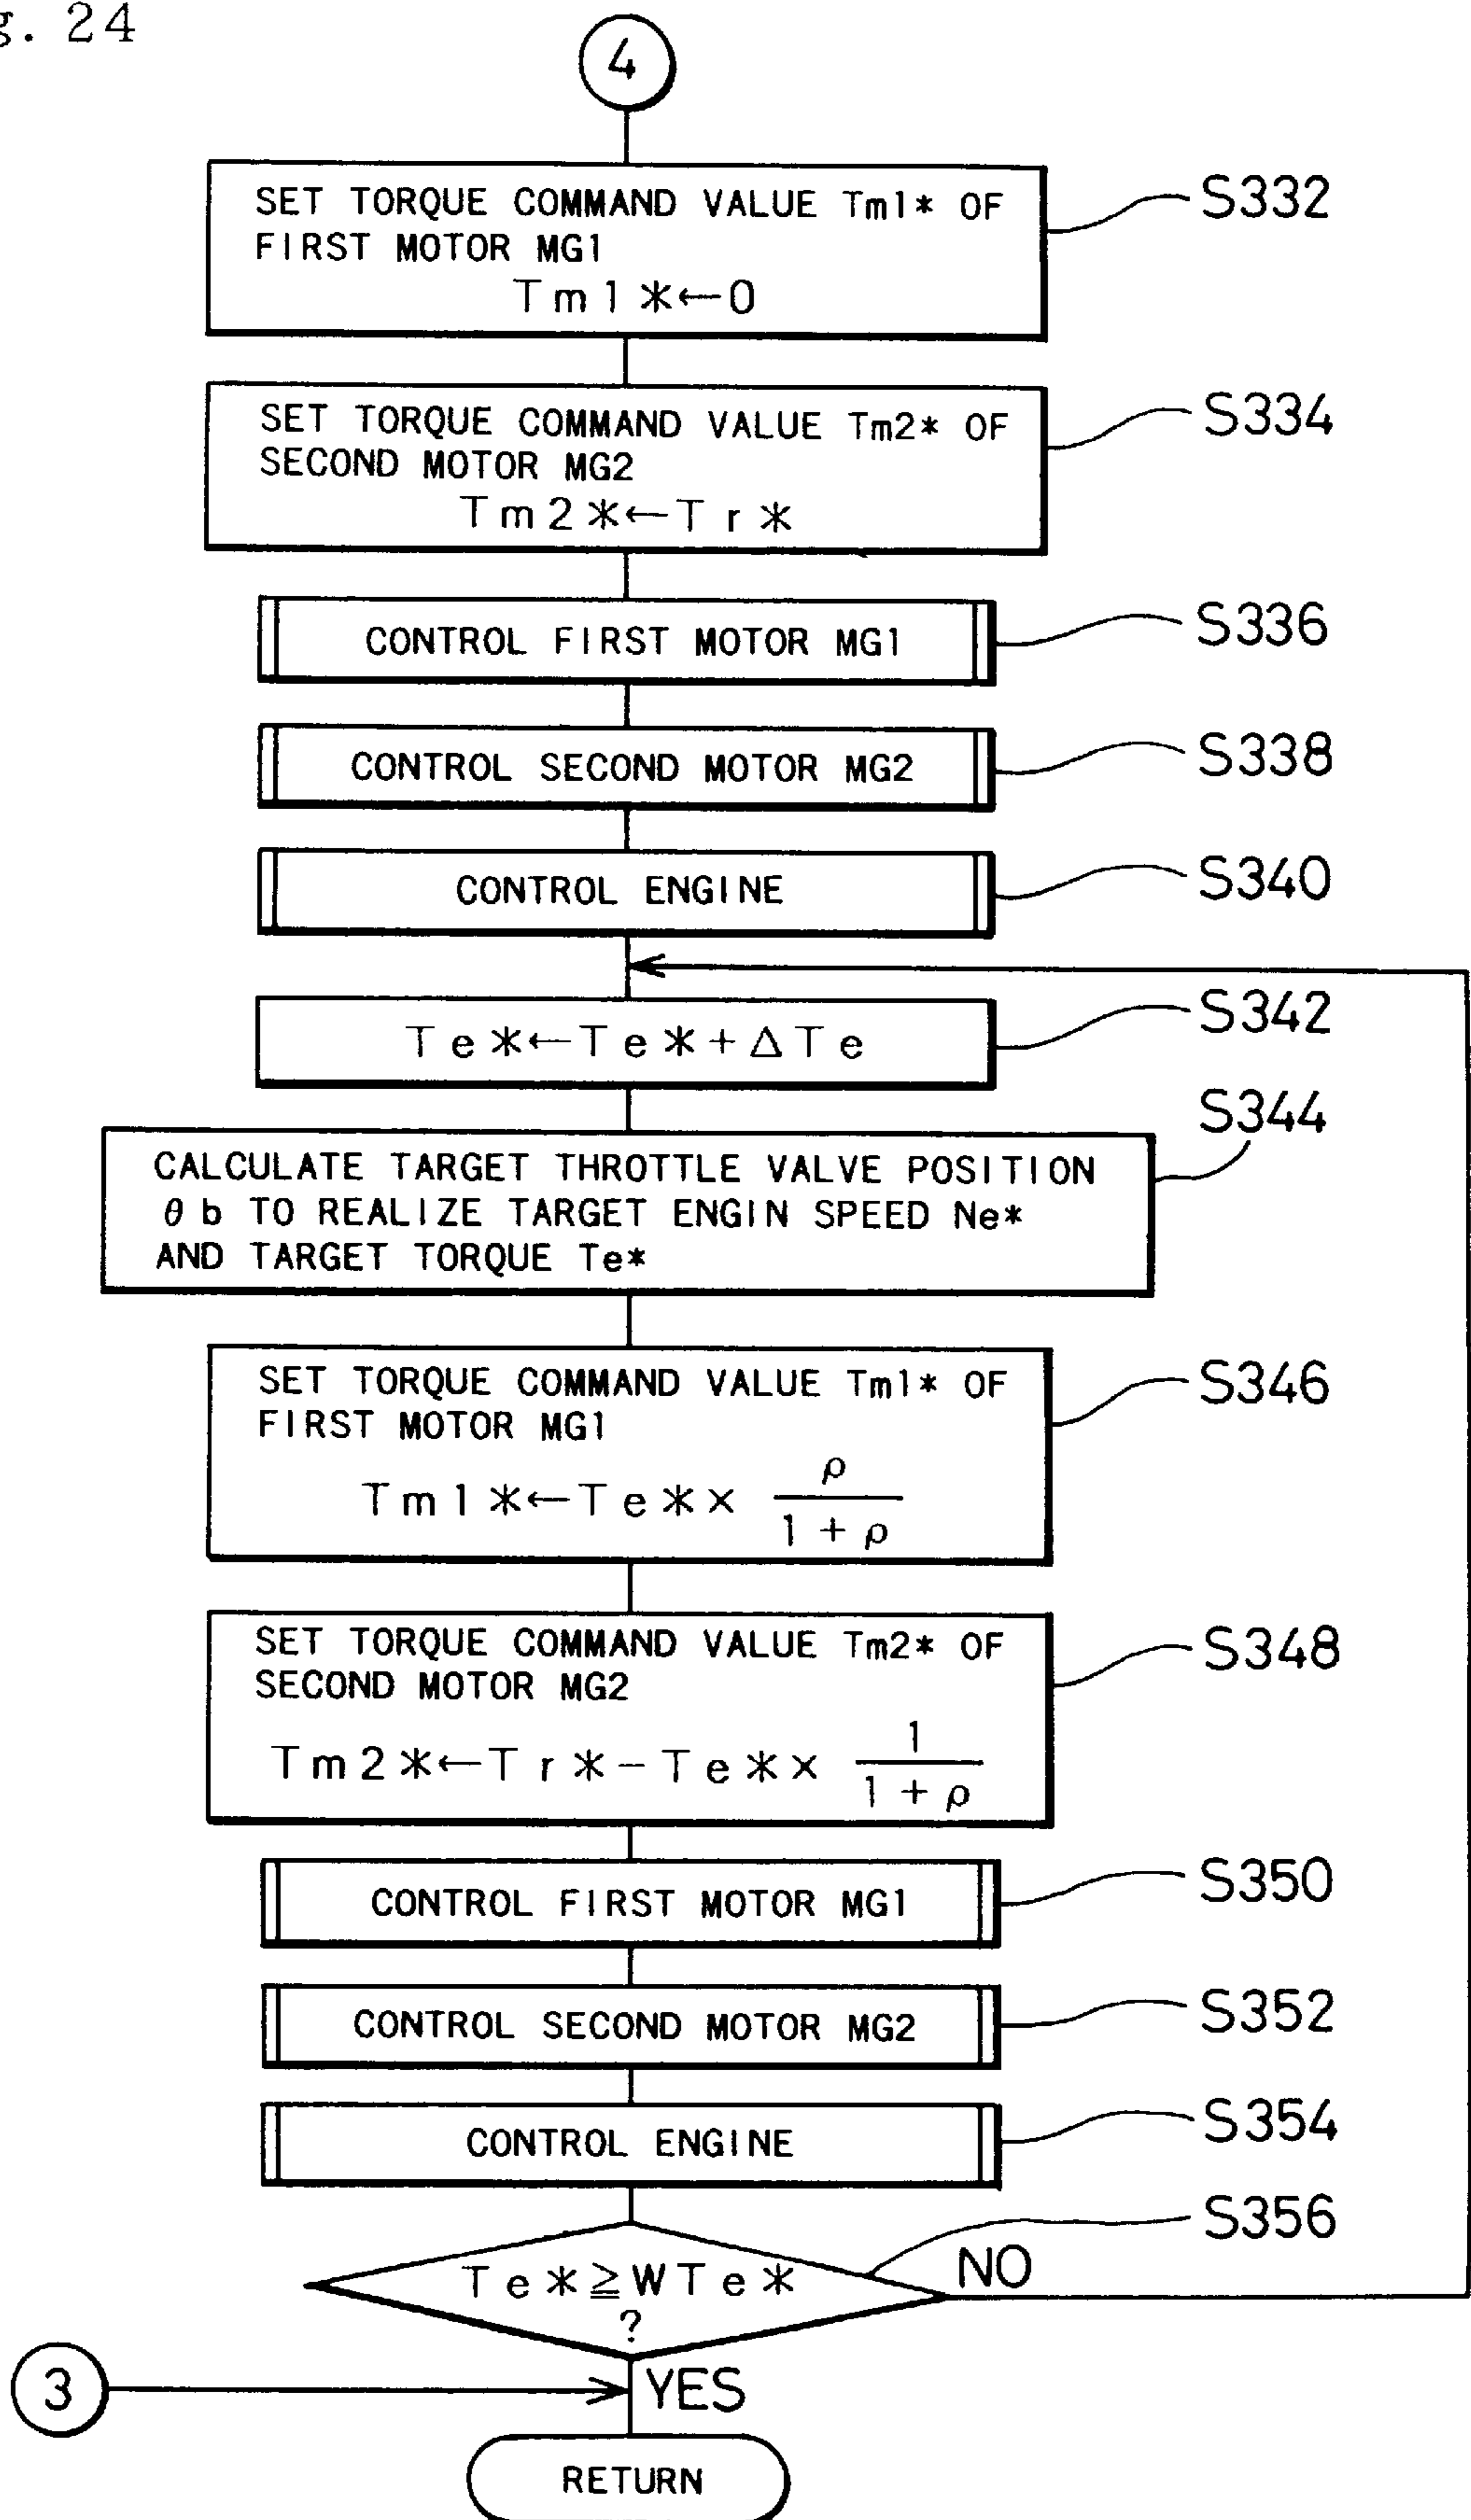 g. 24
4
SET TORQUE COMMAND VALUE Tm1* OF
FIRST MOTOR MG1
Tm1*←0
S332
SET TORQUE COMMAND VALUE Tm2* OF
SECOND MOTOR MG2
Tm2*←Tr*
S334
CONTROL FIRST MOTOR MG1
S336
CONTROL SECOND MOTOR MG2
S338
CONTROL ENGINE
S340
Te*←Te*+ΔTe
S342
CALCULATE TARGET THROTTLE VALVE POSITION
θb TO REALIZE TARGET ENGIN SPEED Ne*
AND TARGET TORQUE Te*
S344
SET TORQUE COMMAND VALUE Tm1* OF
FIRST MOTOR MG1
Tm1*←Te*× ρ/(1+ρ)
S346
SET TORQUE COMMAND VALUE Tm2* OF
SECOND MOTOR MG2
Tm2*←Tr*-Te*× 1/(1+ρ)
S348
CONTROL FIRST MOTOR MG1
S350
CONTROL SECOND MOTOR MG2
S352
CONTROL ENGINE
S354
Te*≧WTe*
?
S356
NO
3
YES
RETURN